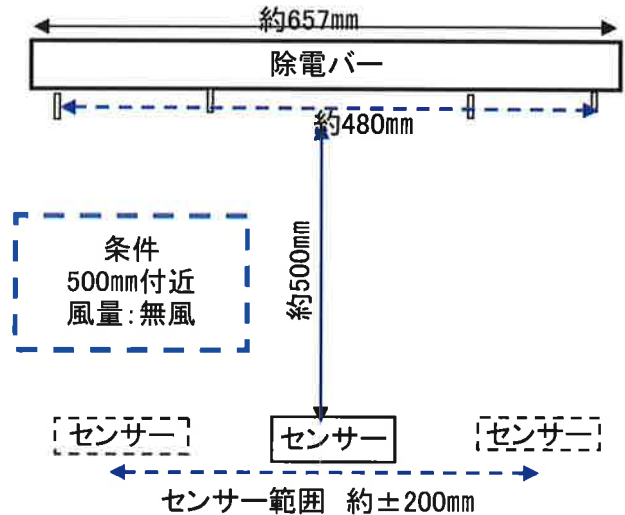 約657mm
除電バー
約480mm
約500mm
条件
500mm付近
風量:無風
センサー
センサー
センサー
センサー範囲 約±200mm